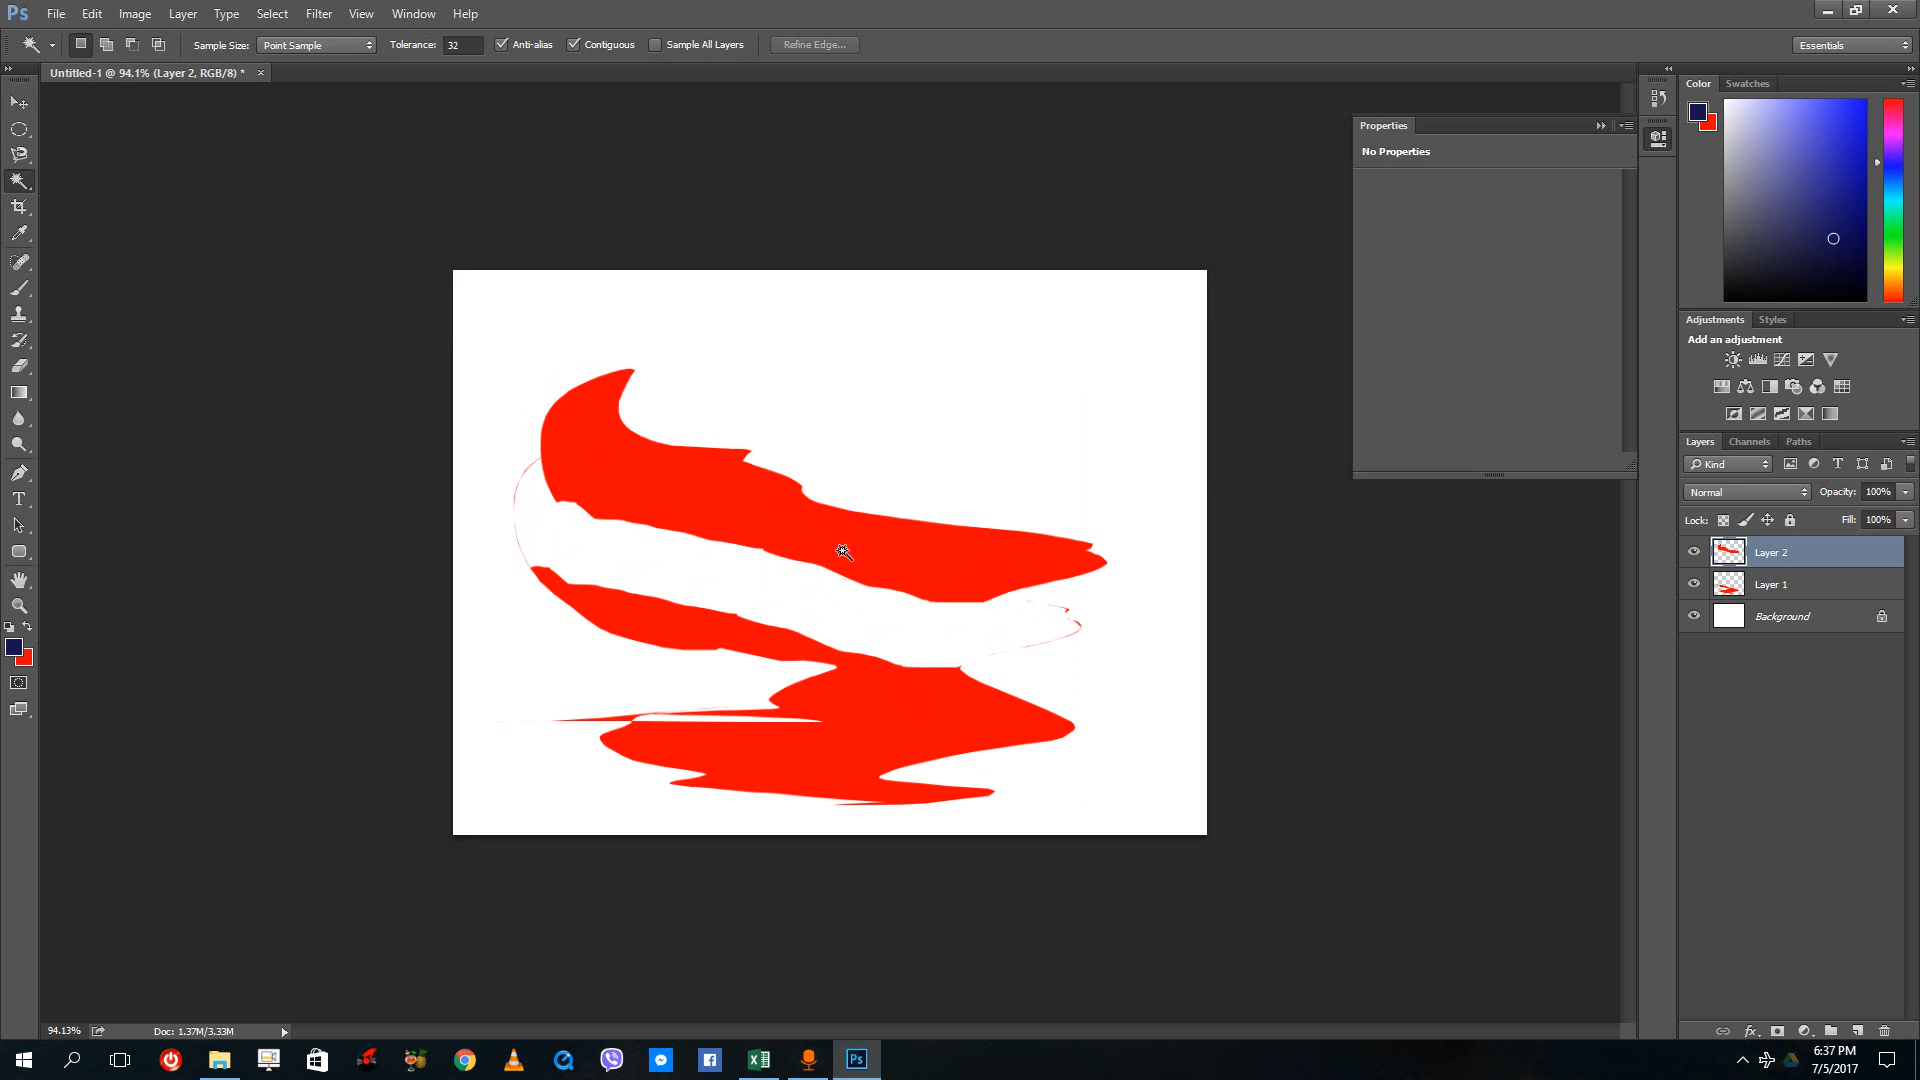 Ps File Edit Image Layer Type Select Filter View Window Help
Sample Size: Point Sample Tolerance: 32 Anti-alias Contiguous Sample All Layers Refine Edge... Essentials
Untitled-1 @ 94.1% (Layer 2, RGB/8) *
Color Swatches
Properties
No Properties
Adjustments Styles
Add an adjustment
Layers Channels Paths
Kind
Normal Opacity: 100%
Lock: Fill: 100%
Layer 2
Layer 1
Background
94.13% Doc: 1.37M/3.33M
6:37 PM
7/5/2017